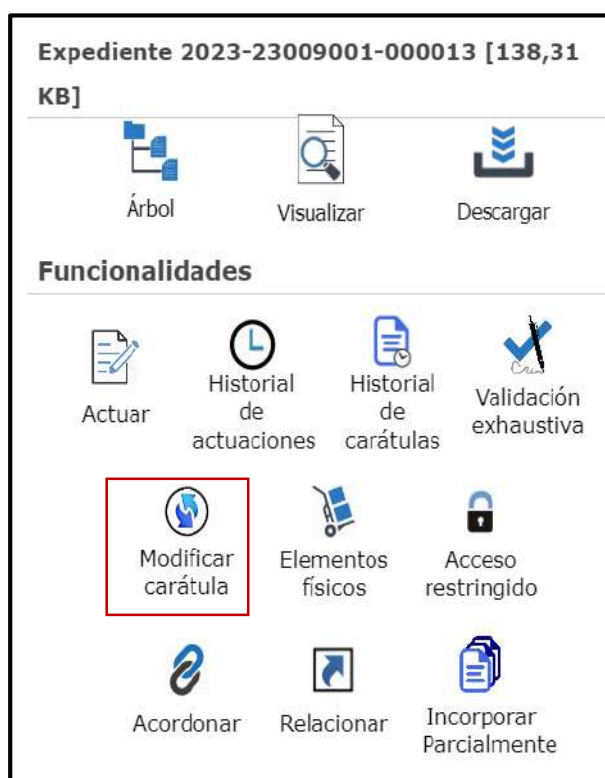 Expediente 2023-23009001-000013 [138,31
KB]
Árbol
Visualizar
Descargar
Funcionalidades
Actuar
Historial
de
actuaciones
Historial
de
carátulas
Validación
exhaustiva
Modificar
carátula
Elementos
físicos
Acceso
restringido
Acordonar
Relacionar
Incorporar
Parcialmente